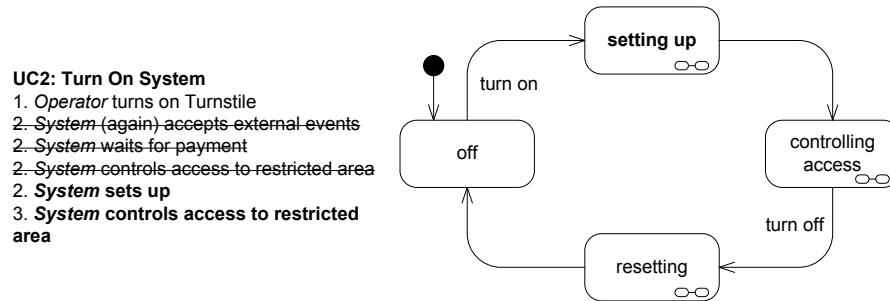 UC2: Turn On System
1. Operator turns on Turnstile
2. System (again) accepts external events
2. System waits for payment
2. System controls access to restricted area
2. System sets up
3. System controls access to restricted
area
setting up
turn on
off
controlling
access
turn off
resetting